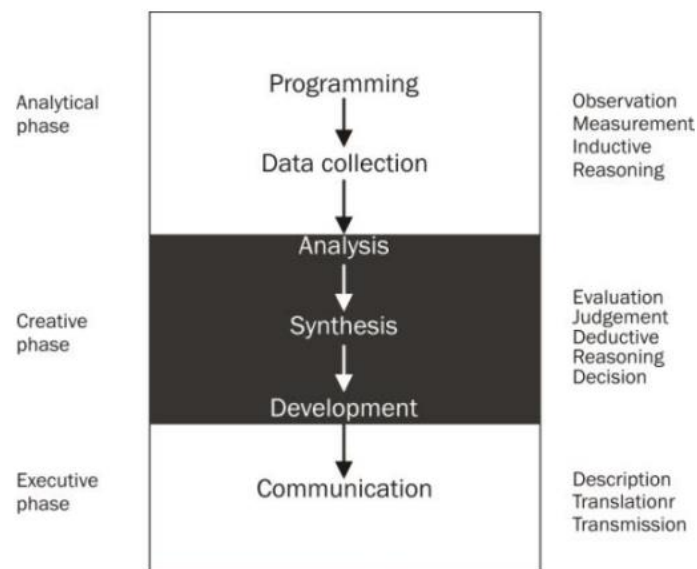 Programming
Analytical
phase
Observation
Measurement
Inductive
Reasoning
Data collection
Analysis
Creative
phase
Synthesis
Evaluation
Judgement
Deductive
Reasoning
Decision
Development
Executive
phase
Communication
Description
Translationr
Transmission